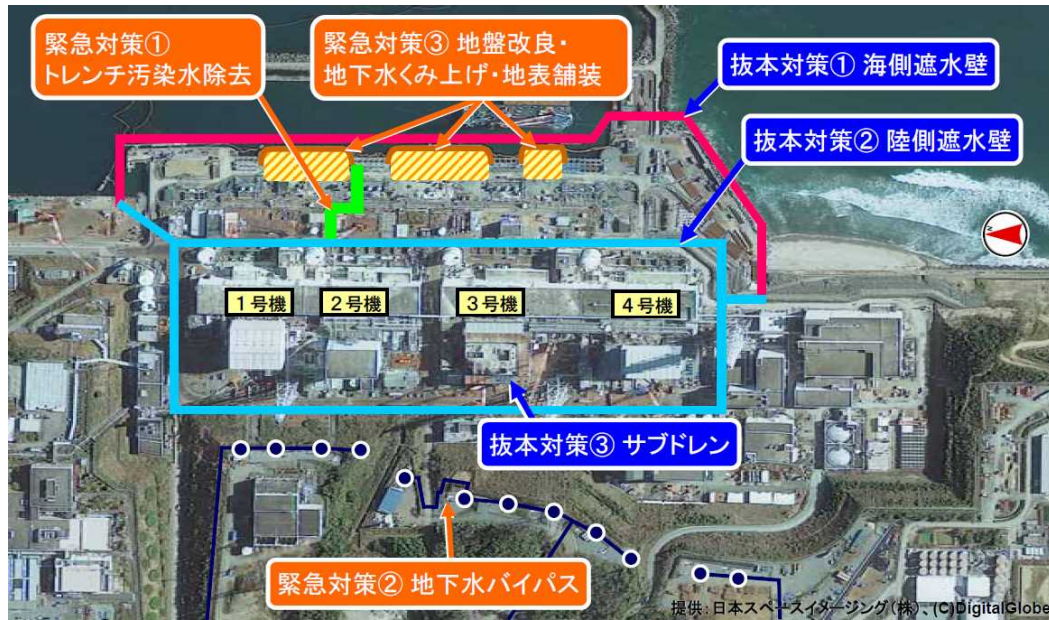 緊急対策①
トレンチ汚染水除去
緊急対策③ 地盤改良・
地下水くみ上げ・地表舗装
抜本対策① 海側遮水壁
抜本対策② 陸側遮水壁
N
1号機
2号機
3号機
4号機
抜本対策③ サブドレン
緊急対策② 地下水バイパス
提供:日本スペースイメージング(株)、(C)DigitalGlobe